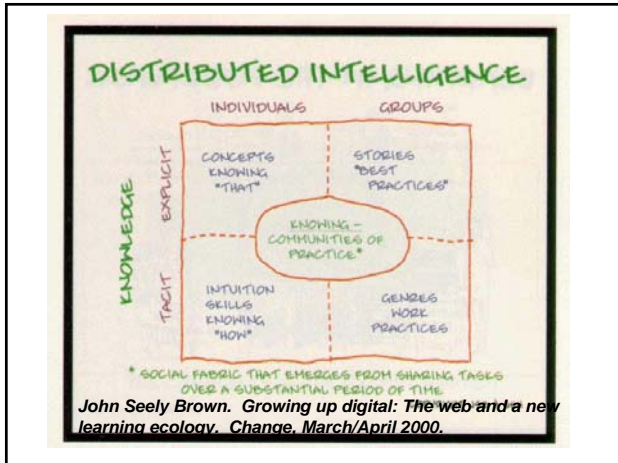 DISTRIBUTED INTELLIGENCE
INDIVIDUALS GROUPS
KNOWLEDGE
EXPLICIT
CONCEPTS
KNOWING
"THAT"
STORIES
"BEST
PRACTICES"
KNOWING –
COMMUNITIES OF
PRACTICE*
TACIT
INTUITION
SKILLS
KNOWING
"HOW"
GENRES
WORK
PRACTICES
* SOCIAL FABRIC THAT EMERGES FROM SHARING TASKS
OVER A SUBSTANTIAL PERIOD OF TIME
John Seely Brown. Growing up digital: The web and a new
learning ecology. Change, March/April 2000.